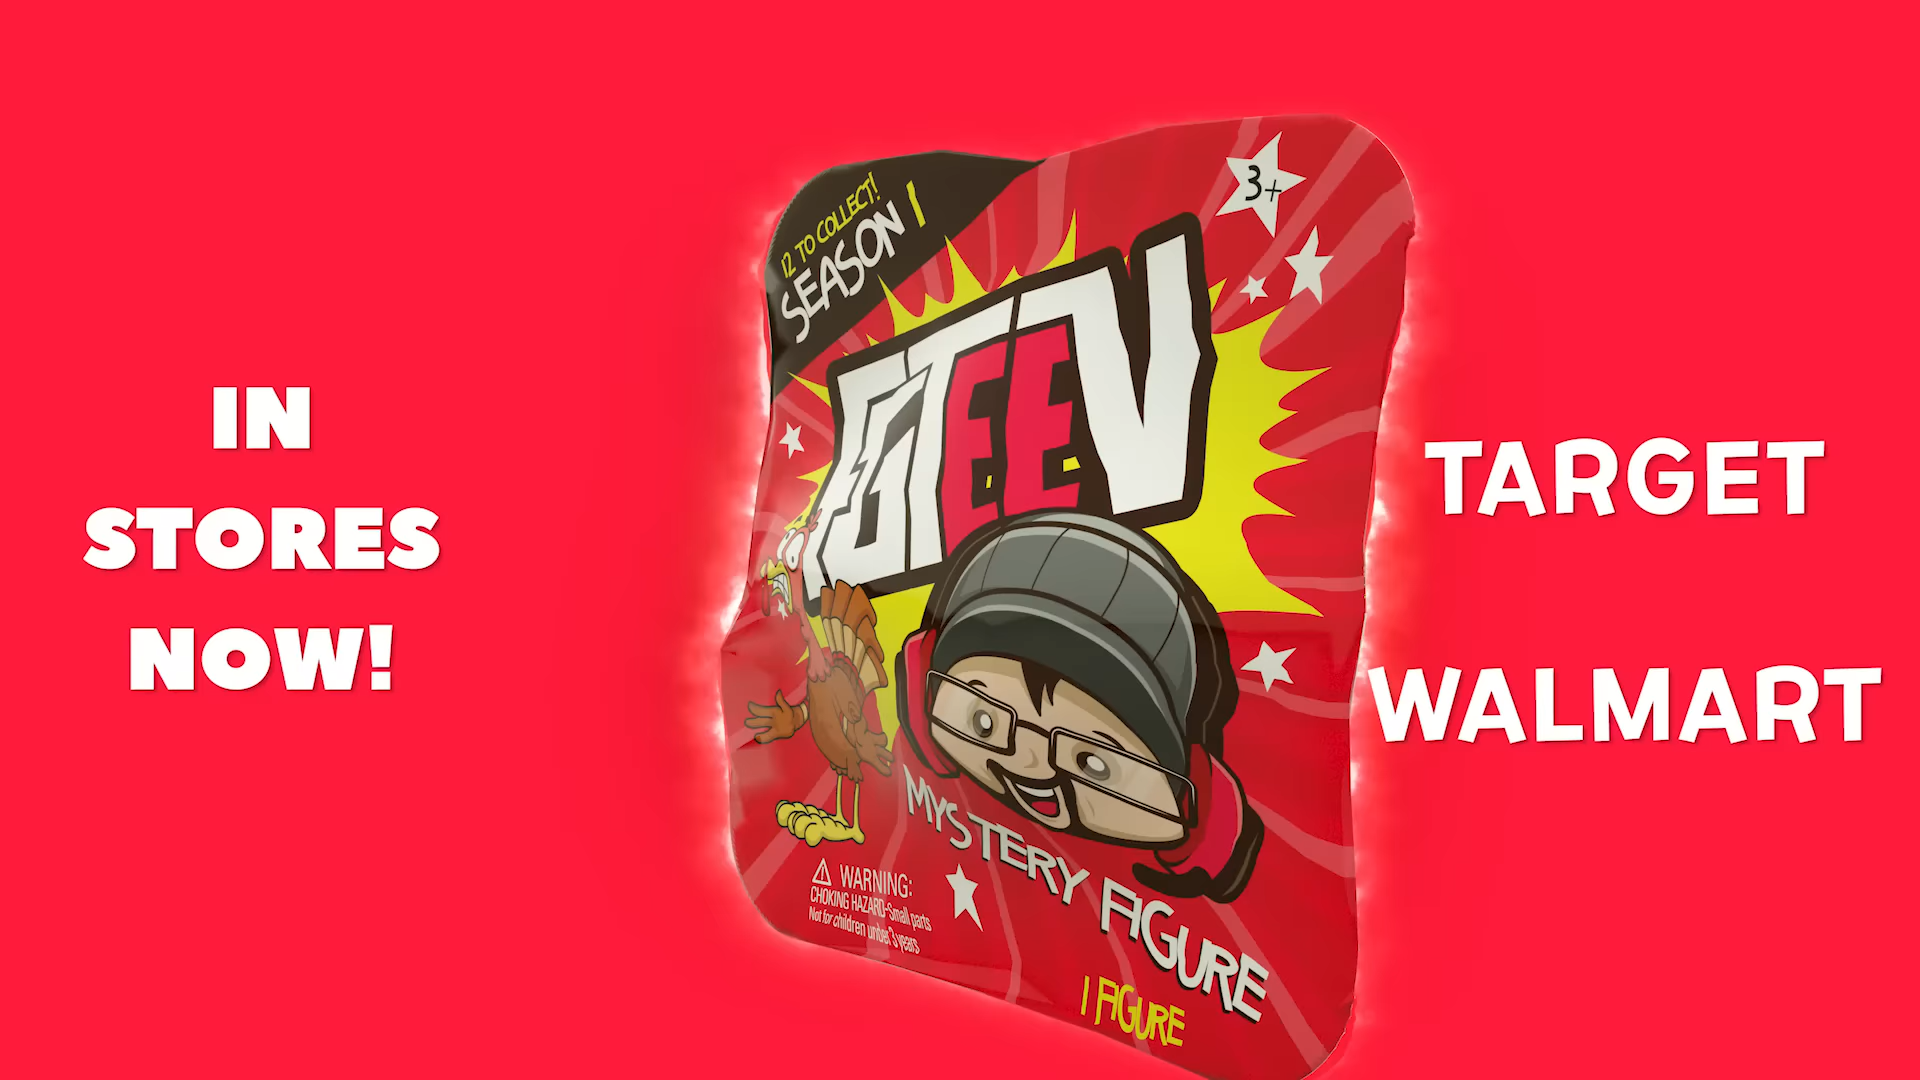 IN
STORES
NOW!
12 TO COLLECT!
SEASON 1
3+
FGTEEV
MYSTERY FIGURE
1 FIGURE
WARNING:
CHOKING HAZARD-Small parts
Not for children under 3 years
TARGET
WALMART